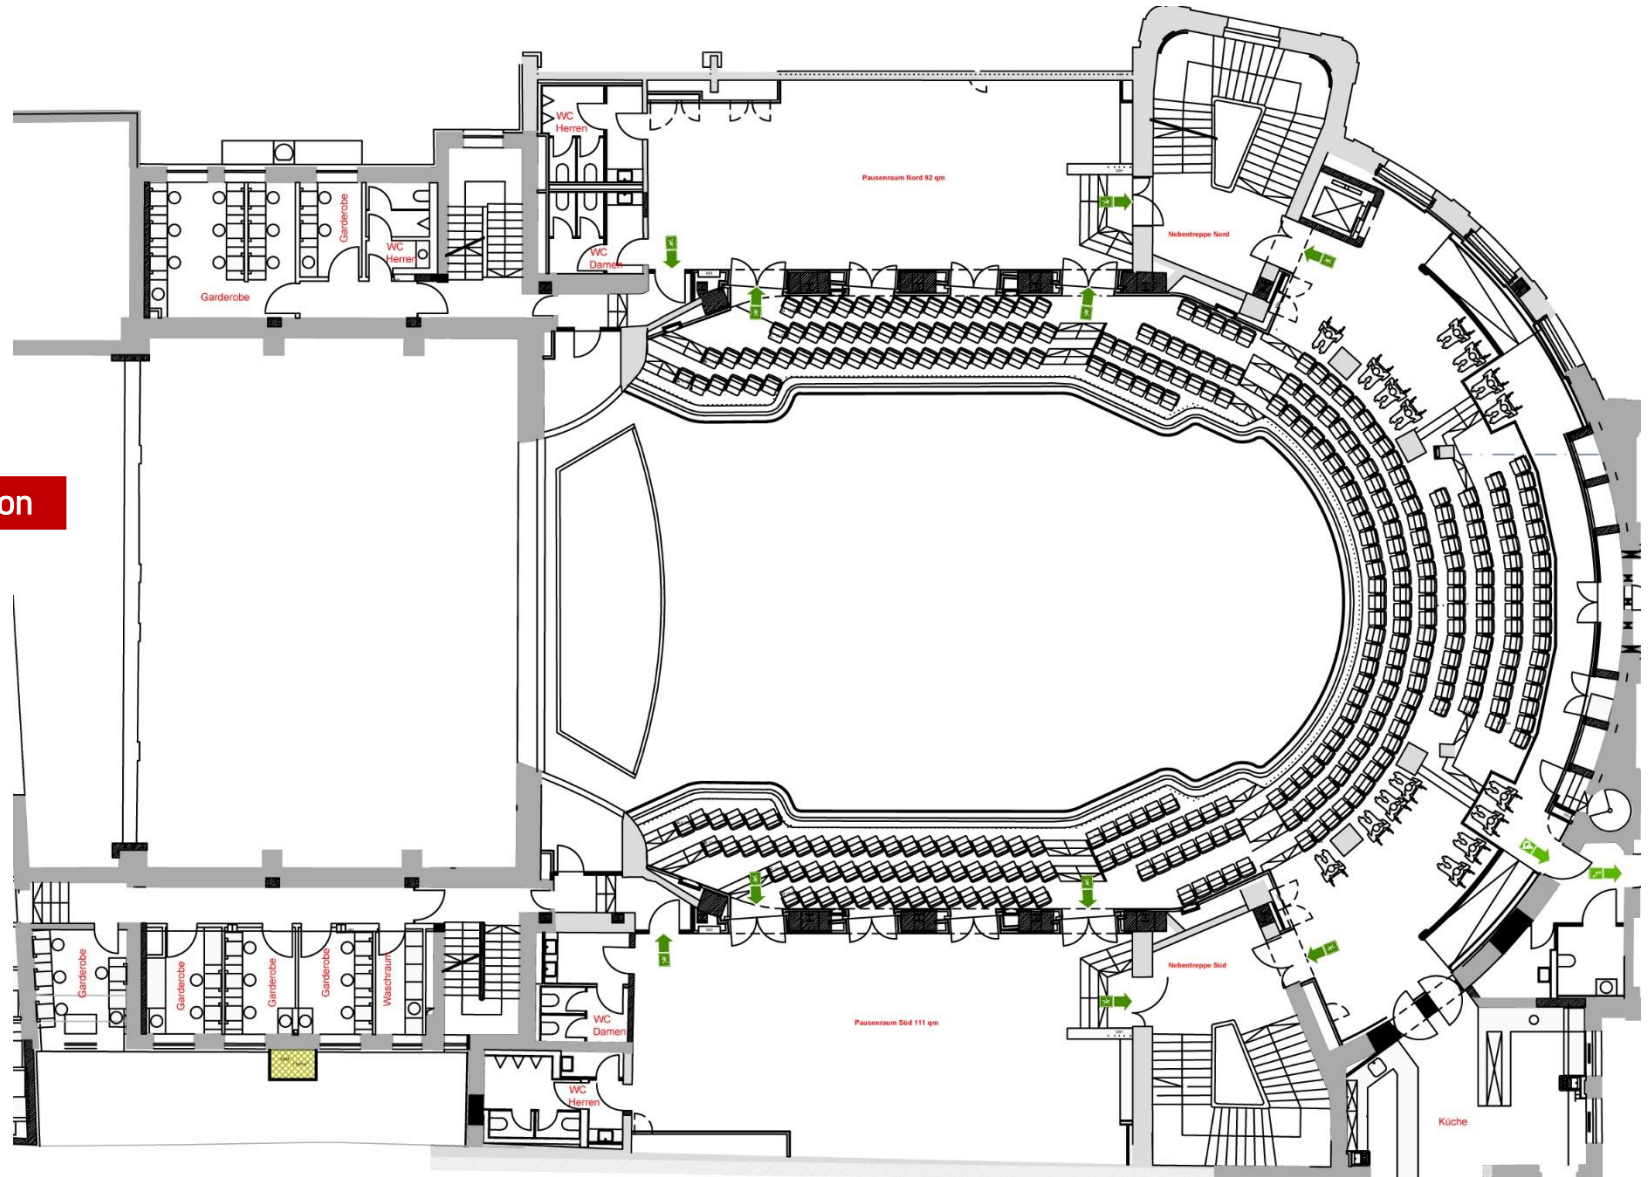 WC
Herren
Pausenraum Nord 92 qm
Garderobe
WC
Herren
Nebentreppe Nord
WC
Damen
Garderobe
on
Garderobe
Garderobe
Garderobe
Garderobe
Waschraum
Nebentreppe Süd
WC
Damen
Pausenraum Süd 111 qm
WC
Herren
Küche